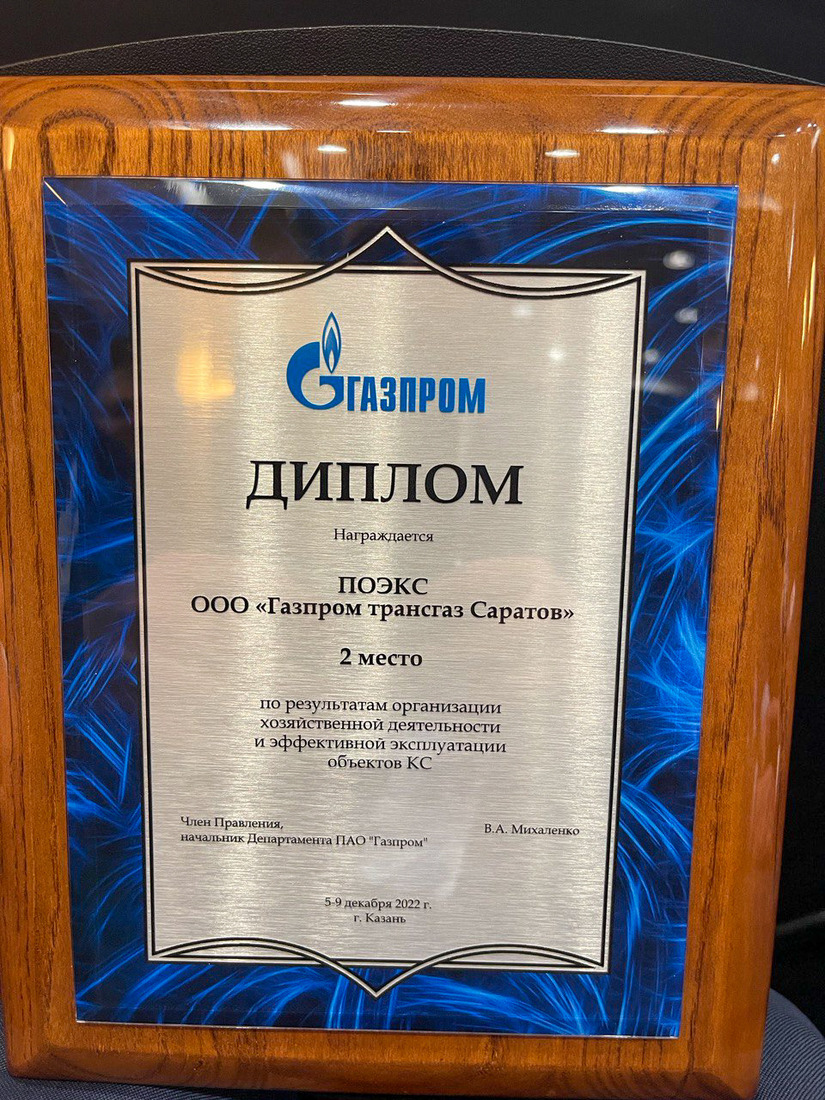 ГАЗПРОМ
ДИПЛОМ
Награждается
ПОЭКС
ООО «Газпром трансгаз Саратов»
2 место
по результатам организации
хозяйственной деятельности
и эффективной эксплуатации
объектов КС
Член Правления,
начальник Департамента ПАО "Газпром"
В.А. Михаленко
5-9 декабря 2022 г.
г. Казань